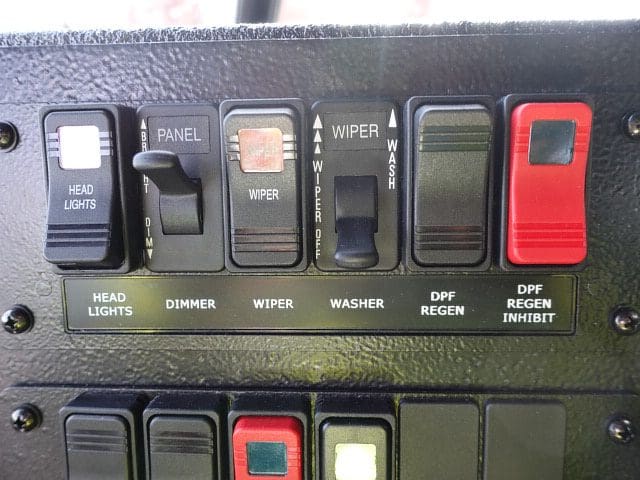 HEAD
LIGHTS
BRIGHT
DIM
PANEL
WIPER
WIPER OFF
WIPER
WASH
HEAD
LIGHTS
DIMMER
WIPER
WASHER
DPF
REGEN
DPF
REGEN
INHIBIT